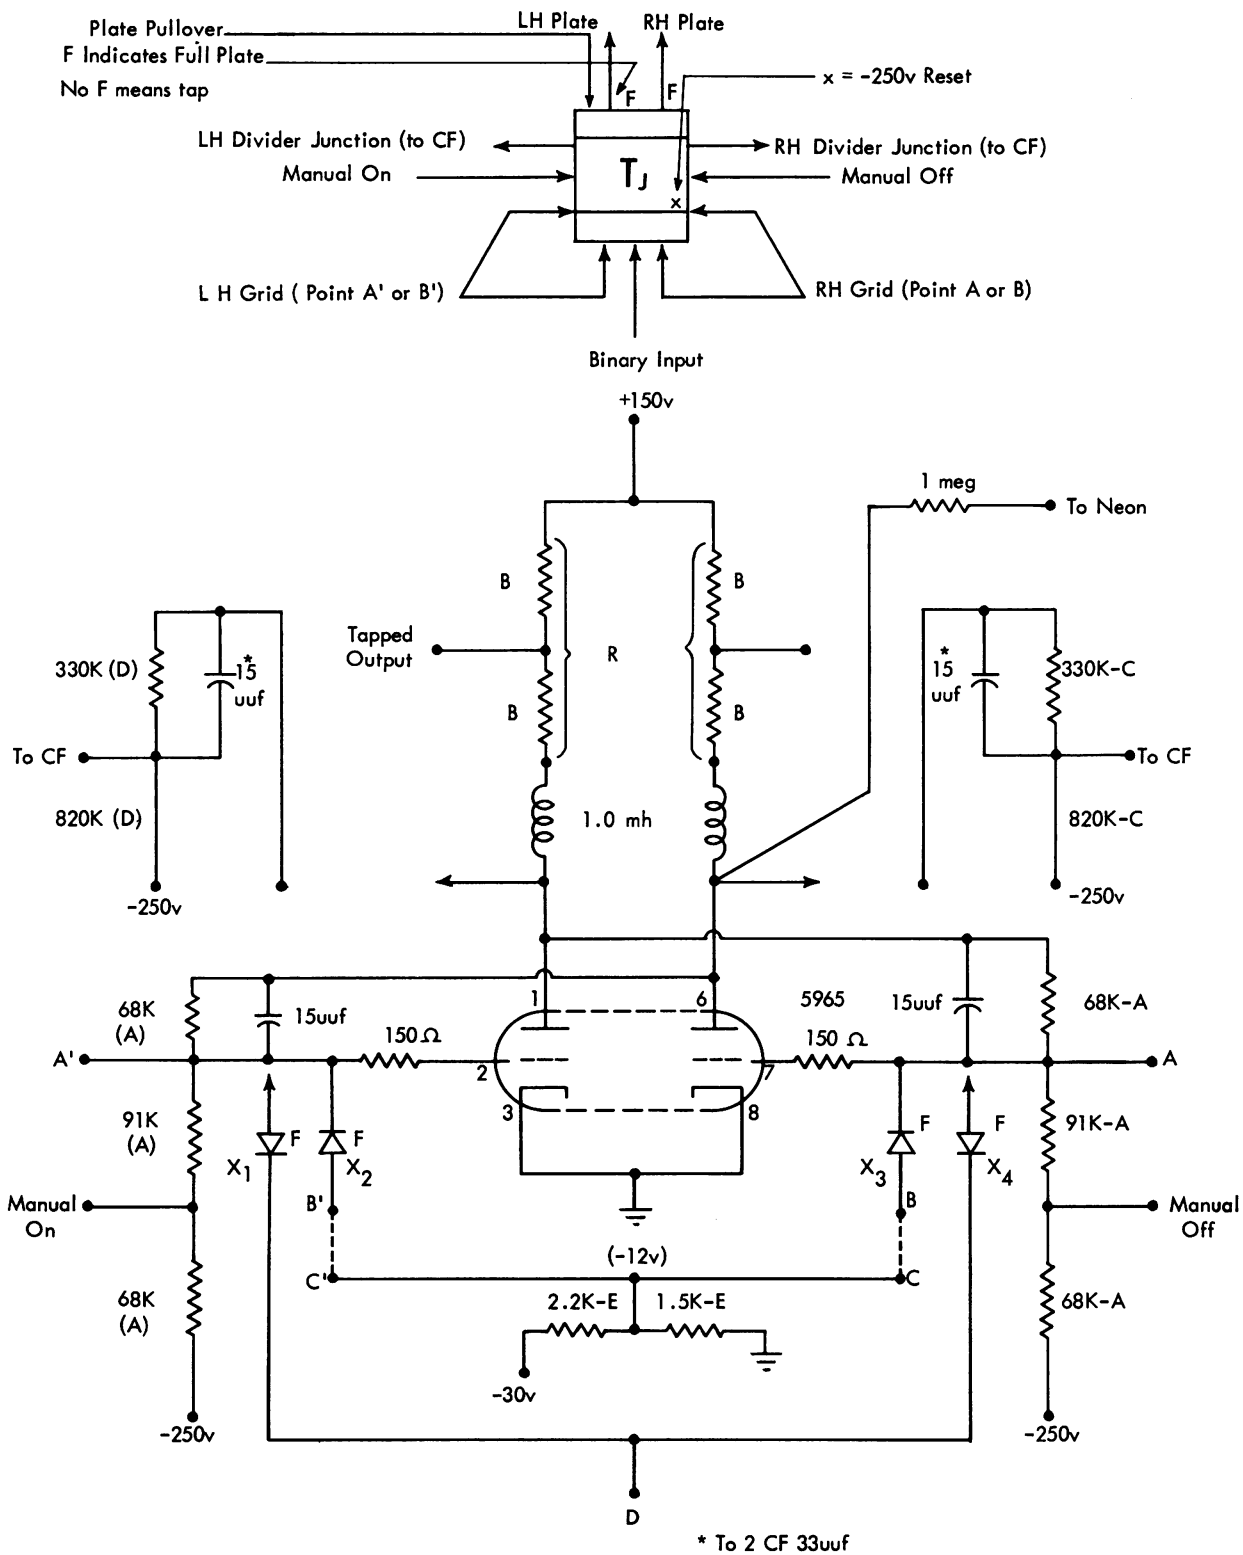 LH Plate
RH Plate
Plate Pullover
F Indicates Full Plate
No F means tap
F
F
x = -250v Reset
LH Divider Junction (to CF)
RH Divider Junction (to CF)
Manual On
TJ
Manual Off
x
L H Grid ( Point A' or B')
RH Grid (Point A or B)
Binary Input
+150v
1 meg
To Neon
B
B
Tapped
Output
R
330K (D)
*
15
uuf
*
15
uuf
330K-C
B
B
To CF
To CF
820K (D)
1.0 mh
820K-C
-250v
-250v
68K
(A)
15uuf
1
6
5965
15uuf
68K-A
150Ω
150 Ω
A'
2
7
A
3
8
91K
(A)
F
F
F
F
91K-A
X1
X2
X3
X4
Manual
On
B'
B
Manual
Off
(-12v)
C'
C
68K
(A)
2.2K-E
1.5K-E
68K-A
-30v
-250v
-250v
D
* To 2 CF 33uuf